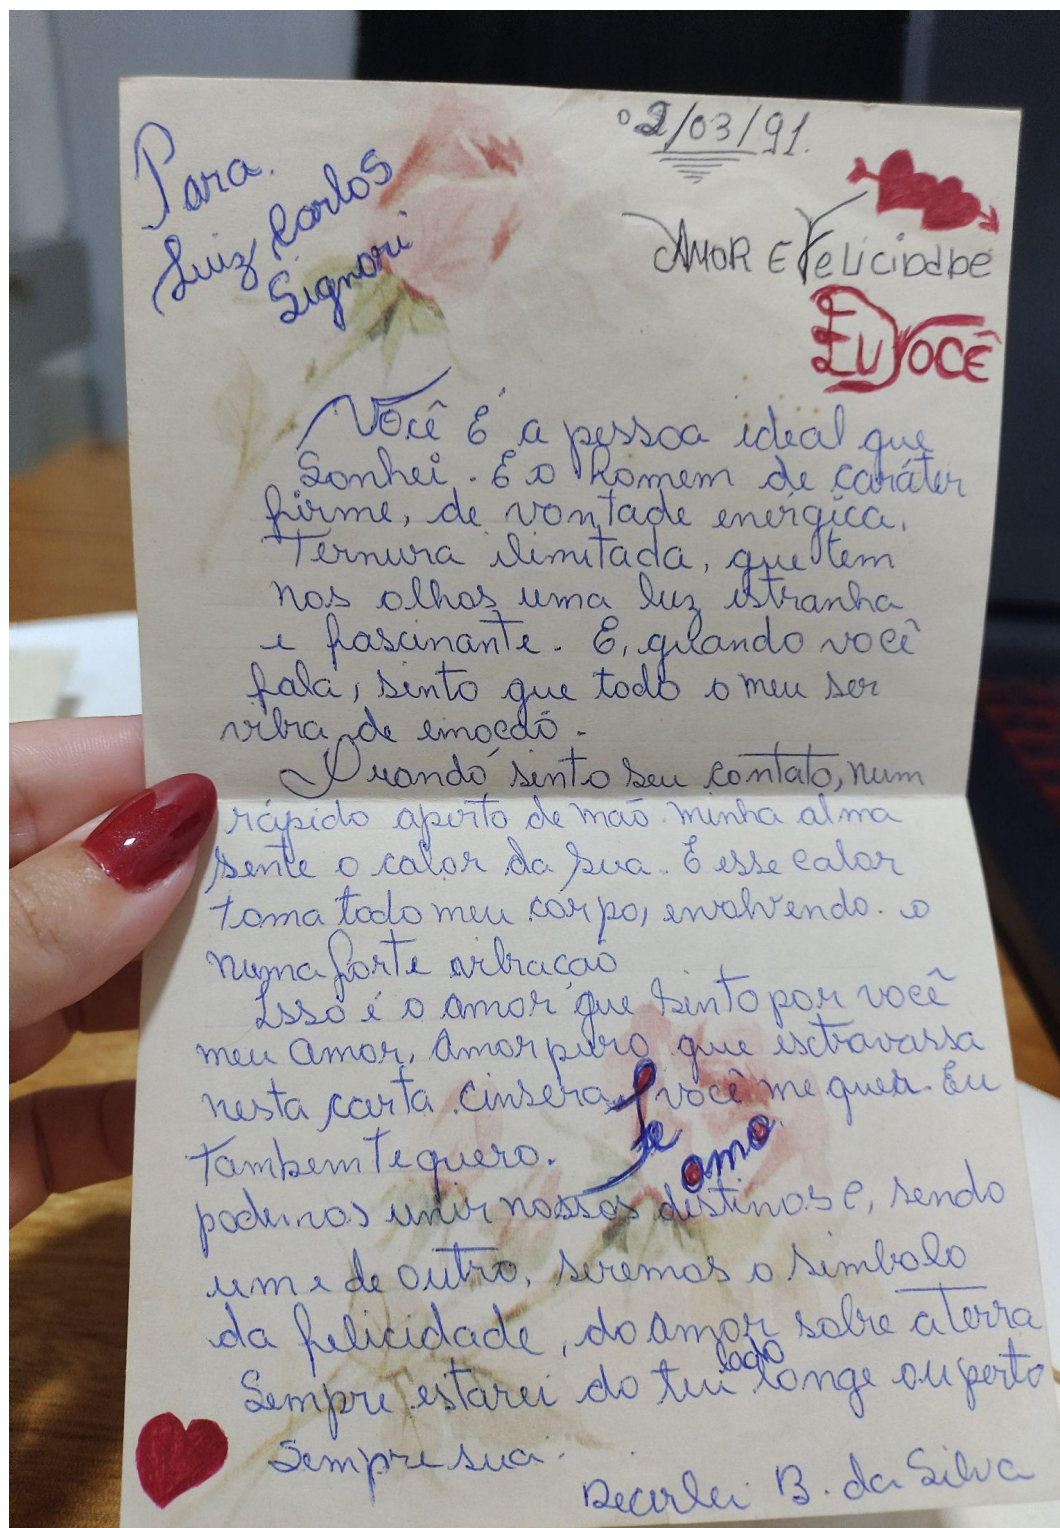 Para.
Luiz Carlos
Signori
02/03/91.
AMOR E FELICIDADE
EU VOCÊ
Você É a pessoa ideal que
Sonhei. É o homem de caráter
firme, de vontade enérgica.
Ternura ilimitada, que tem
nos olhos uma luz estranha
e fascinante. E, quando você
fala, sinto que todo o meu ser
vibra de emoção.
Quando sinto seu contato, num
rápido aperto de mão. minha alma
sente o calor da sua. E esse calor
toma todo meu corpo, envolvendo-o
numa forte vibracão
Isso é o amor que sinto por você
meu amor. Amor puro que esctravassa
nesta carta cinsera, você me quer. Eu
Tambem te quero.
Te amo
podemos unir nossos distinos e, sendo
um e de outro, seremos o simbolo
da felicidade, do amor sobre a terra
Sempre estarei do teu lado longe ou perto
Sempre sua.
B. da Silva